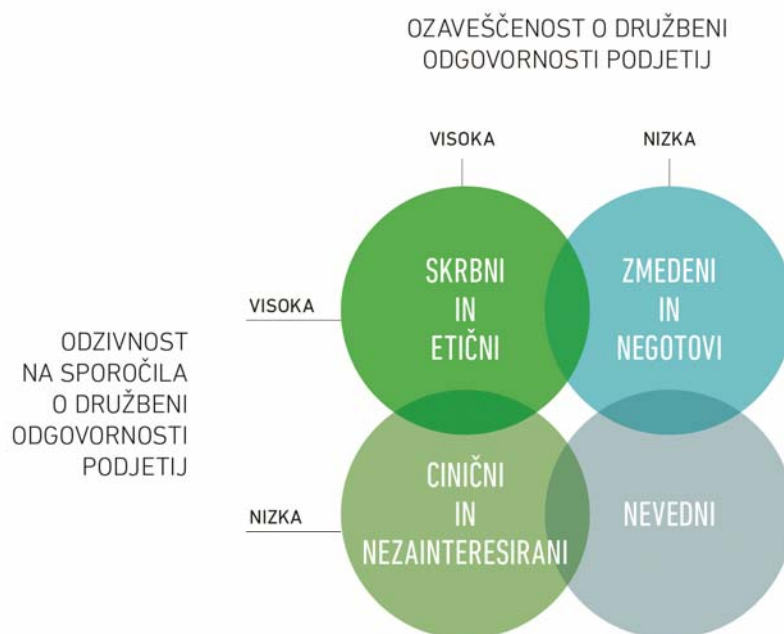 OZAVEŠČENOST O DRUŽBENI
ODGOVORNOSTI PODJETIJ
VISOKA
NIZKA
ODZIVNOST
NA SPOROČILA
O DRUŽBENI
ODGOVORNOSTI
PODJETIJ
VISOKA
SKRBNI
IN
ETIČNI
ZMEDENI
IN
NEGOTOVI
NIZKA
CINIČNI
IN
NEZAINTERESIRANI
NEVEDNI